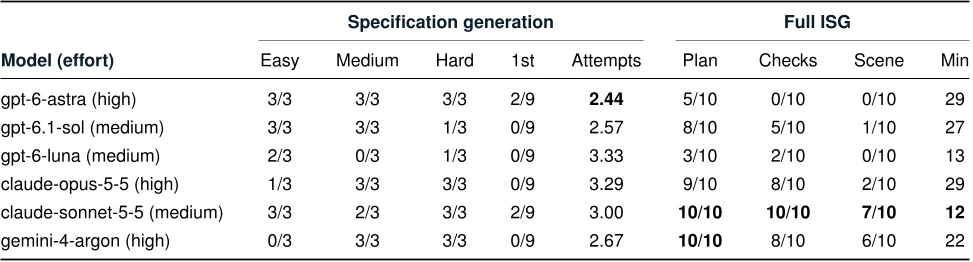 Specification generation Full ISG
Model (effort) Easy Medium Hard 1st Attempts Plan Checks Scene Min
gpt-6-astra (high) 3/3 3/3 3/3 2/9 2.44 5/10 0/10 0/10 29
gpt-6.1-sol (medium) 3/3 3/3 1/3 0/9 2.57 8/10 5/10 1/10 27
gpt-6-luna (medium) 2/3 0/3 1/3 0/9 3.33 3/10 2/10 0/10 13
claude-opus-5-5 (high) 1/3 3/3 3/3 0/9 3.29 9/10 8/10 2/10 29
claude-sonnet-5-5 (medium) 3/3 2/3 3/3 2/9 3.00 10/10 10/10 7/10 12
gemini-4-argon (high) 0/3 3/3 3/3 0/9 2.67 10/10 8/10 6/10 22